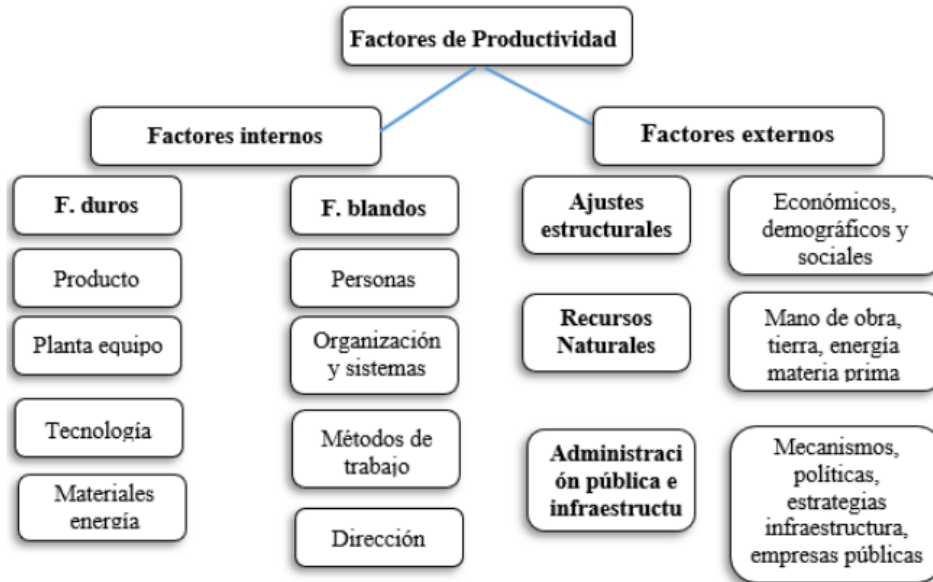 Factores de Productividad
Factores internos
Factores externos
F. duros
Producto
Planta equipo
Tecnología
Materiales
energía
F. blandos
Personas
Organización
y sistemas
Métodos de
trabajo
Dirección
Ajustes
estructurales
Económicos,
demográficos y
sociales
Recursos
Naturales
Mano de obra,
tierra, energía
materia prima
Administraci
ón pública e
infraestructu
Mecanismos,
políticas,
estrategias
infraestructura,
empresas públicas